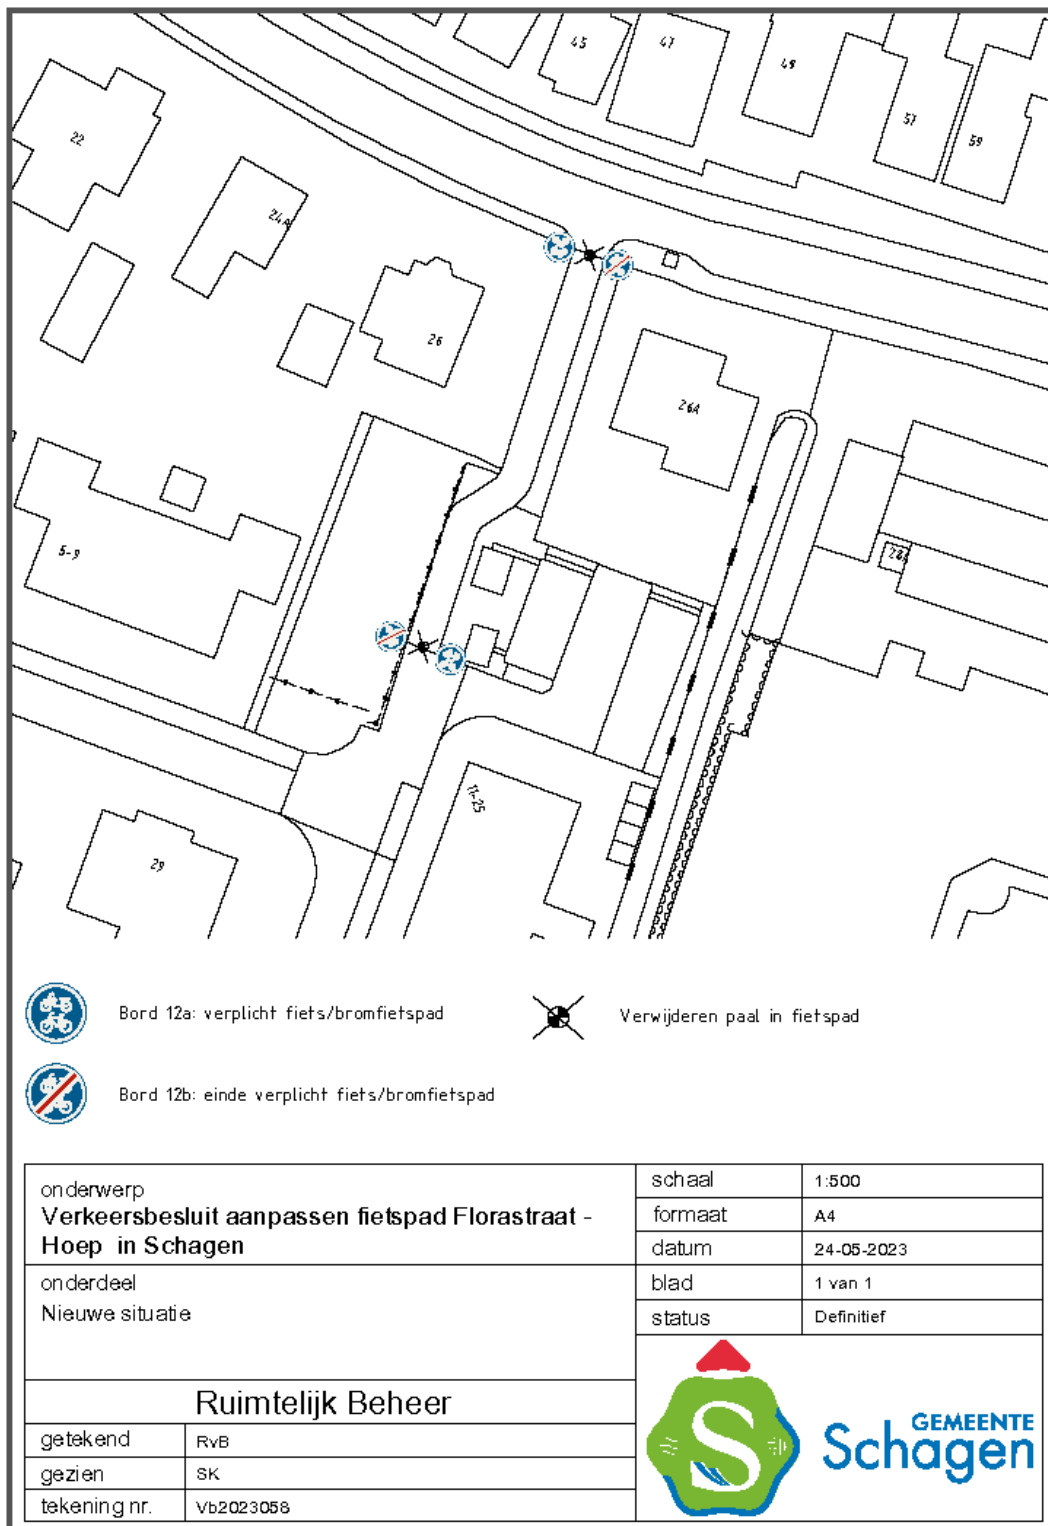 45
47
49
57
59
22
24A
26
26A
5-9
11-25
29
Bord 12a: verplicht fiets/bromfietspad
Verwijderen paal in fietspad
Bord 12b: einde verplicht fiets/bromfietspad
onderwerp
Verkeersbesluit aanpassen fietspad Florastraat -
Hoep in Schagen
onderdeel
Nieuwe situatie
schaal 1:500
formaat A4
datum 24-05-2023
blad 1 van 1
status Definitief
Ruimtelijk Beheer
getekend RvB
gezien SK
tekening nr. Vb2023058
S
GEMEENTE
Schagen